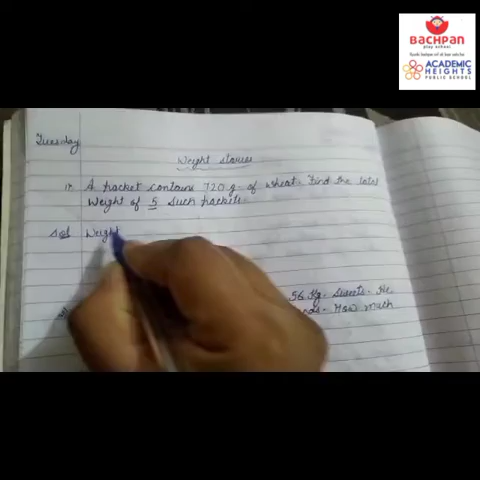 BACHPAN
play school
ACADEMIC
HEIGHTS
PUBLIC SCHOOL
Tuesday
Weight stories
1. A packet contains 720 g. of wheat. Find the total
Weight of 5 such packets.
Sol Weight
56 Kg. sweets. He
How much